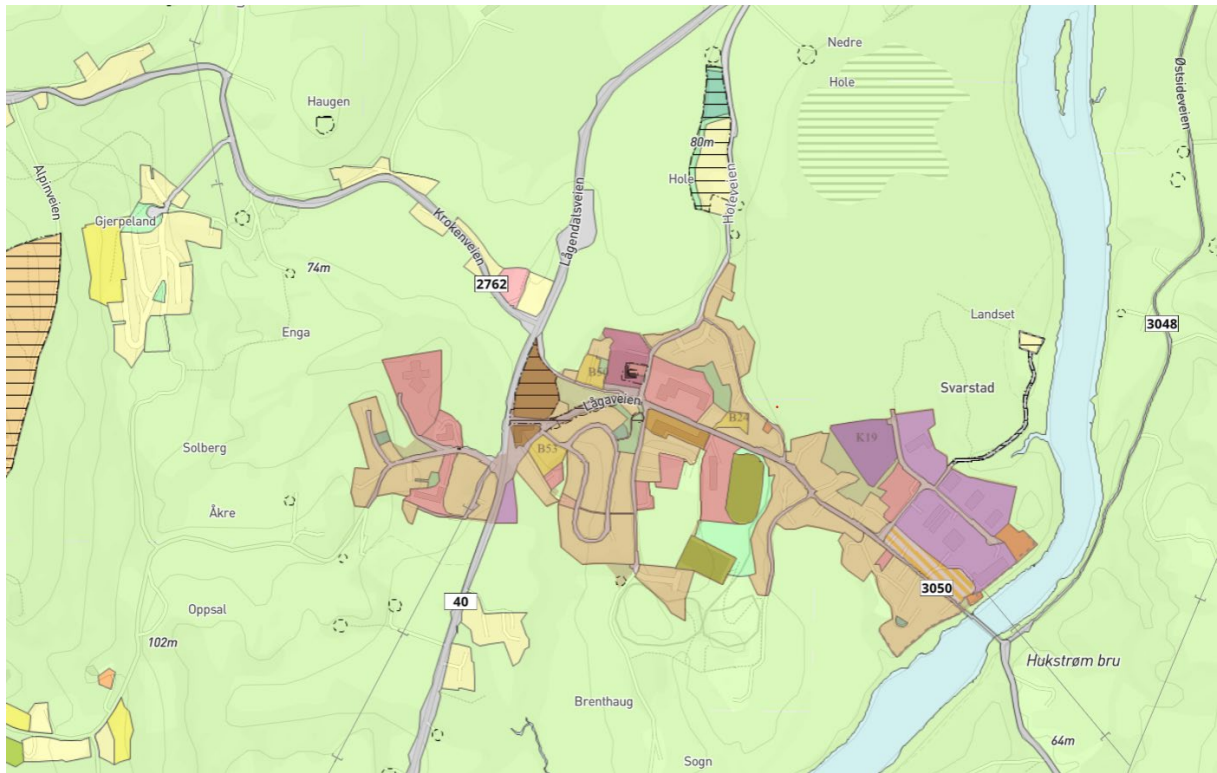 Nedre
Hole
Østsideveien
Haugen
80m
Alpinveien
Hole
Holeveien
Gjerpeland
Krokenveien
Lågendalsveien
74m
2762
Landset
3048
Enga
B50
Svarstad
Lågaveien
B24
K19
Solberg
B53
Åkre
3050
40
Oppsal
102m
Hukstrøm bru
Brenthaug
64m
Sogn